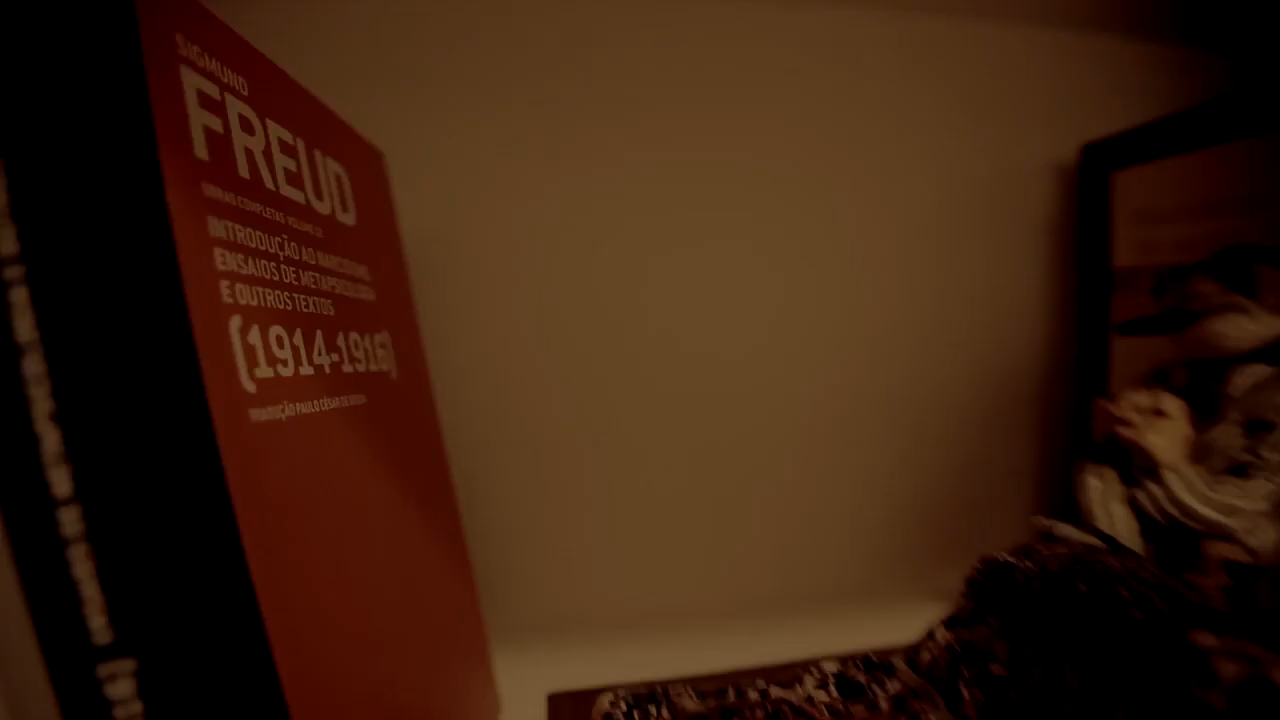 SIGMUND
FREUD
OBRAS COMPLETAS VOLUME 12
INTRODUÇÃO AO NARCISISMO,
ENSAIOS DE METAPSICOLOGIA
E OUTROS TEXTOS
(1914-1916)
TRADUÇÃO PAULO CÉSAR DE SOUZA